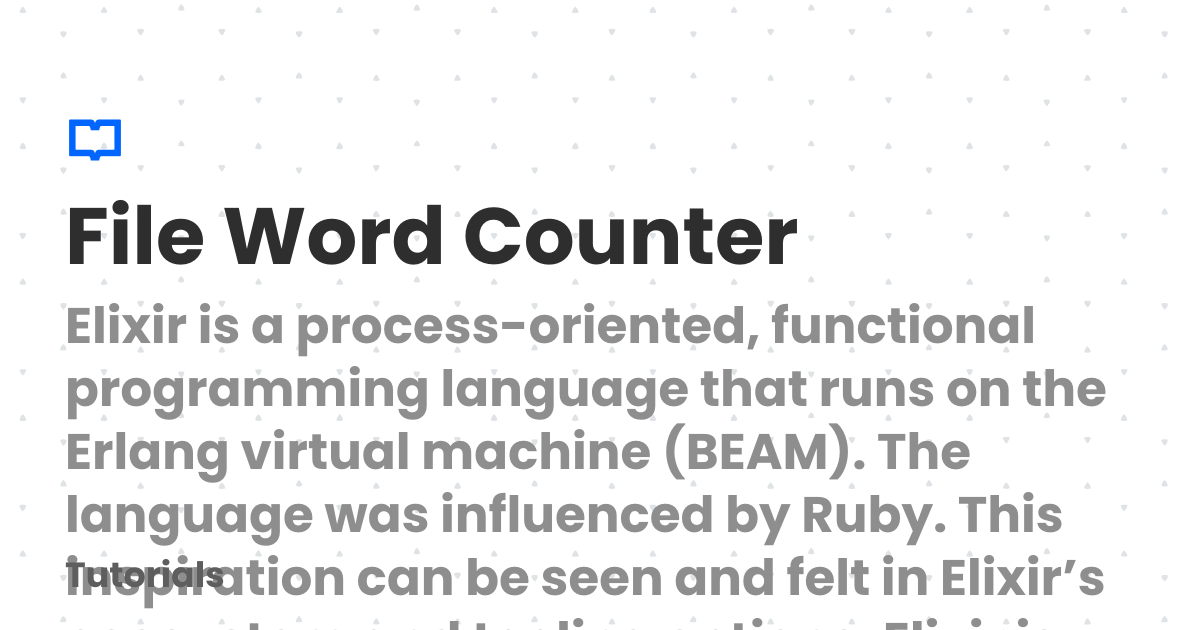 File Word Counter
Elixir is a process-oriented, functional
programming language that runs on the
Erlang virtual machine (BEAM). The
language was influenced by Ruby. This
inspiration can be seen and felt in Elixir’s
Tutorials